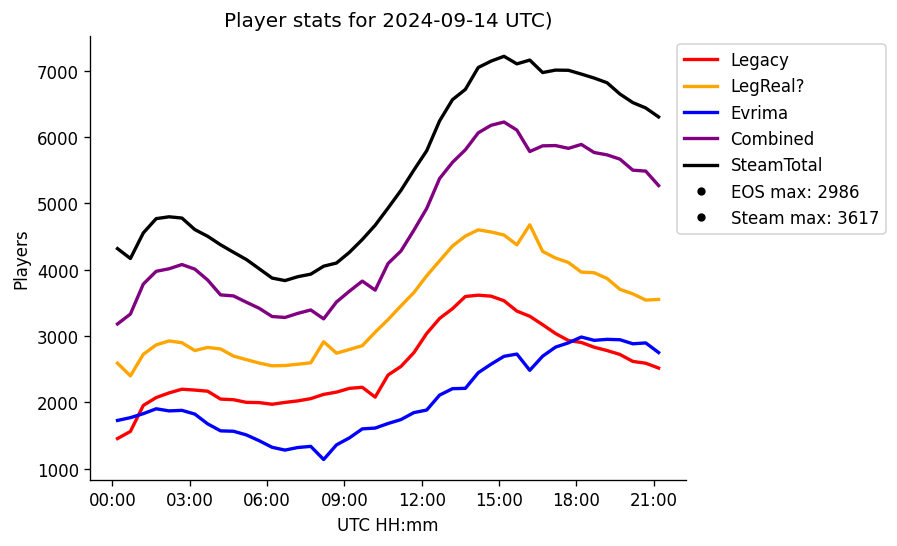 Player stats for 2024-09-14 UTC)
Players
7000
6000
5000
4000
3000
2000
1000
00:00
03:00
06:00
09:00
12:00
15:00
18:00
21:00
UTC HH:mm
Legacy
LegReal?
Evrima
Combined
SteamTotal
EOS max: 2986
Steam max: 3617